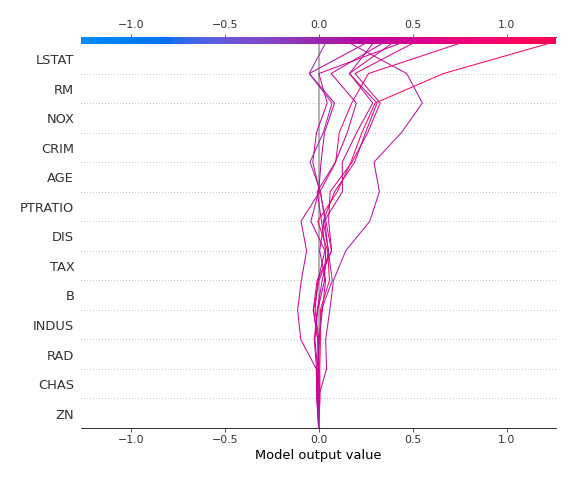 −1.0 −0.5 0.0 0.5 1.0
LSTAT
RM
NOX
CRIM
AGE
PTRATIO
DIS
TAX
B
INDUS
RAD
CHAS
ZN
−1.0 −0.5 0.0 0.5 1.0
Model output value